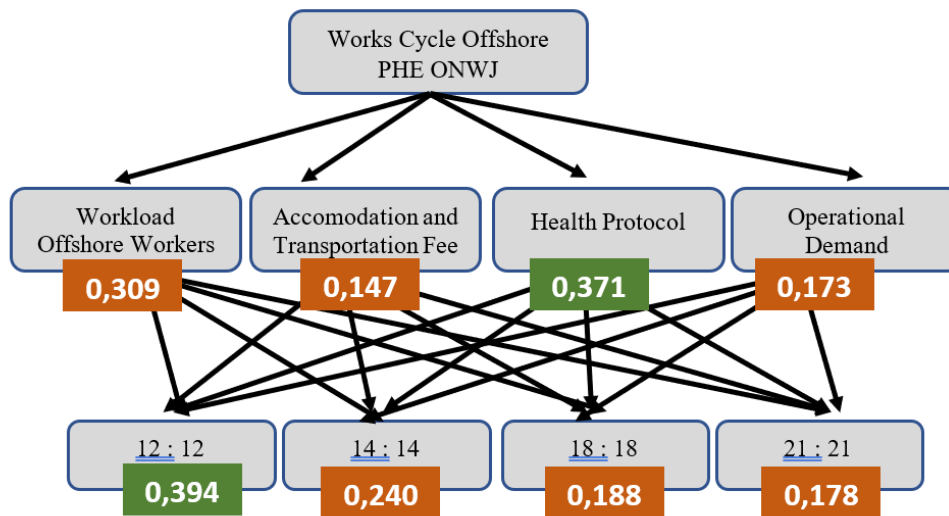 Works Cycle Offshore
PHE ONWJ
Workload
Offshore Workers
Accomodation and
Transportation Fee
Health Protocol
Operational
Demand
0,309
0,147
0,371
0,173
12 : 12
14 : 14
18 : 18
21 : 21
0,394
0,240
0,188
0,178